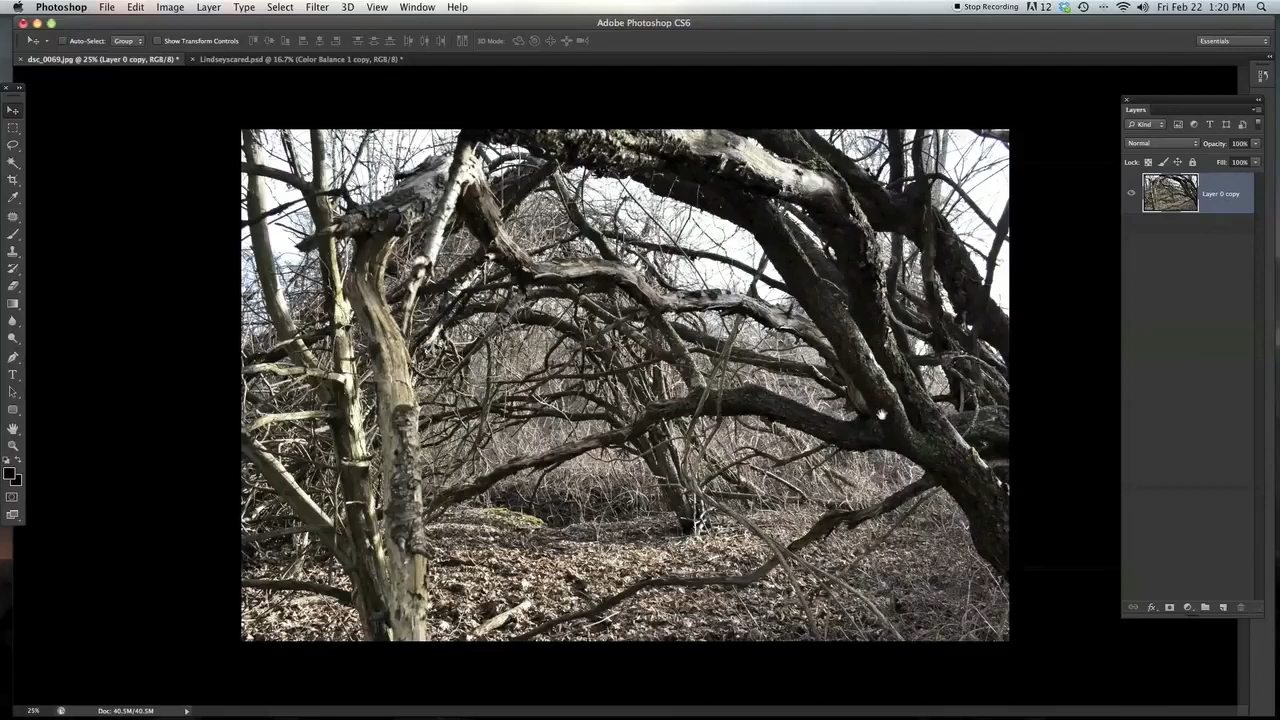 Photoshop File Edit Image Layer Type Select Filter 3D View Window Help Stop Recording 12 Fri Feb 22 1:20 PM
Adobe Photoshop CS6
Auto-Select: Group Show Transform Controls 3D Mode: Essentials
dsc_0069.jpg @ 25% (Layer 0 copy, RGB/8) * Lindseyscared.psd @ 16.7% (Color Balance 1 copy, RGB/8) *
Layers
Kind
Normal Opacity: 100%
Lock: Fill: 100%
Layer 0 copy
25% Doc: 40.5M/40.5M